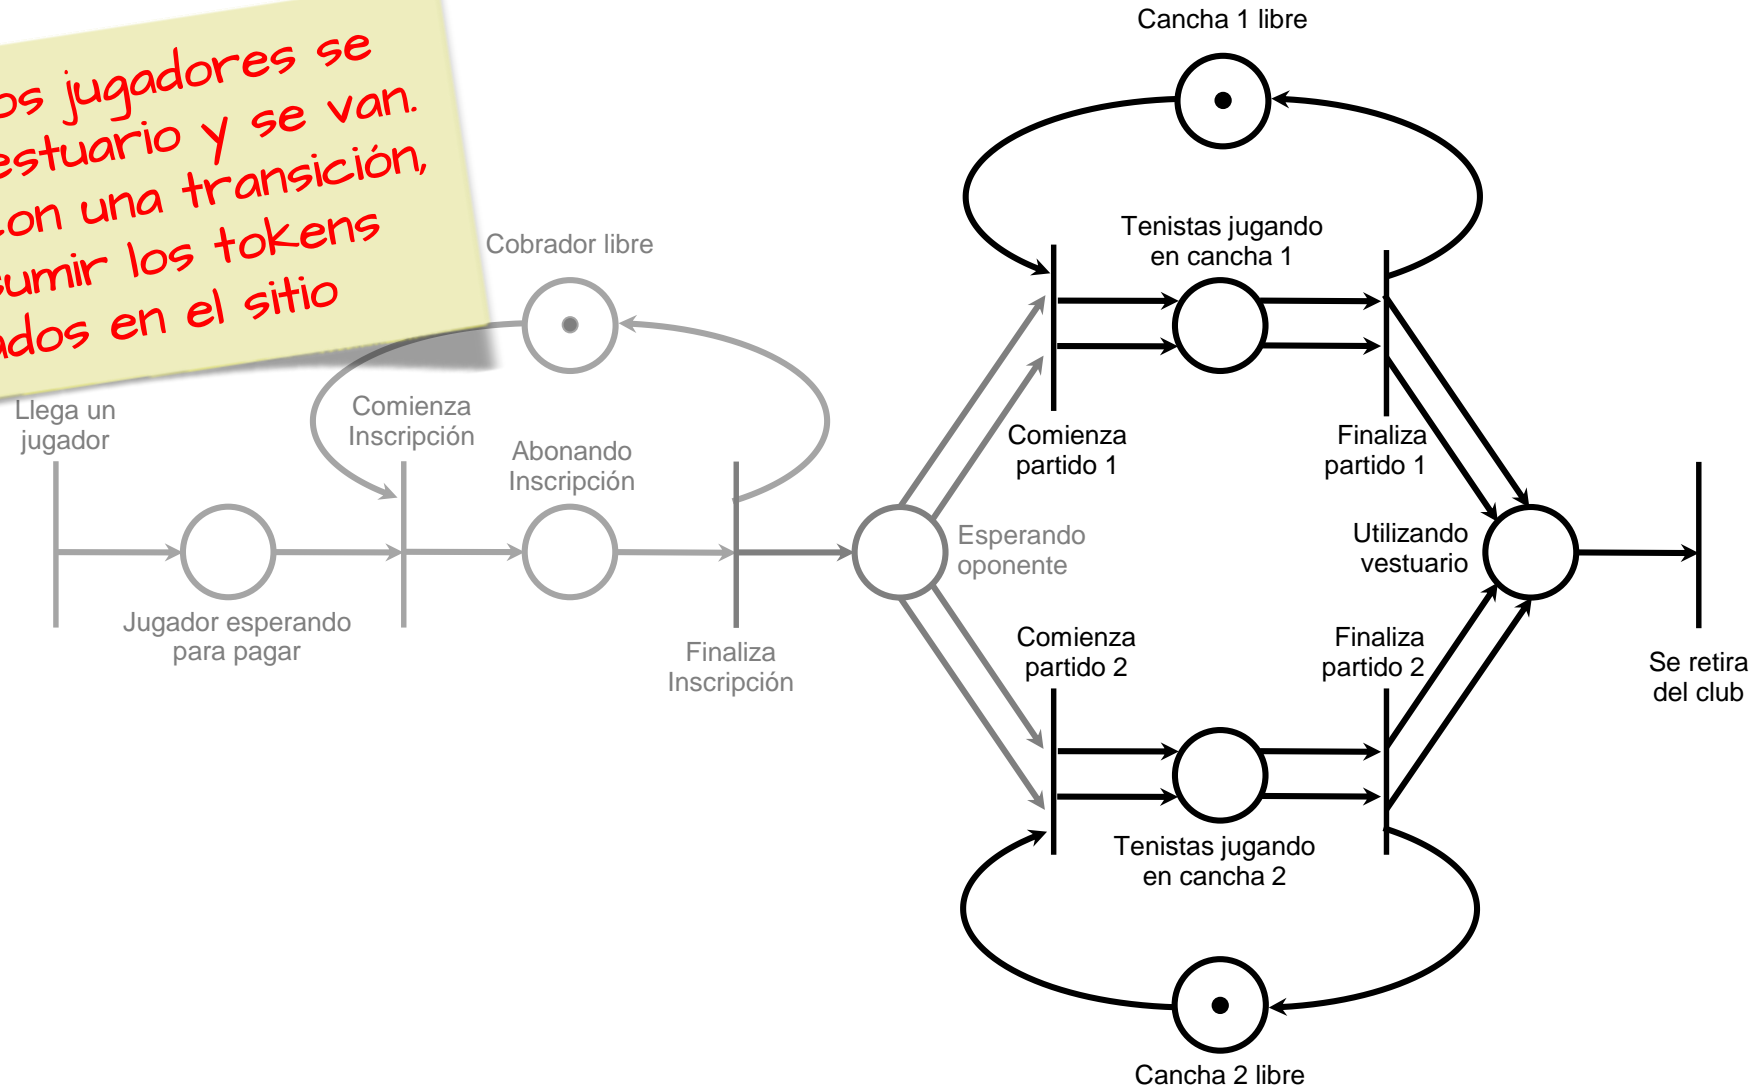 Cancha 1 libre
os jugadores se
estuario y se van.
con una transición,
sumir los tokens
ados en el sitio
Tenistas jugando
en cancha 1
Cobrador libre
Llega un
jugador
Comienza
Inscripción
Abonando
Inscripción
Comienza
partido 1
Finaliza
partido 1
Esperando
oponente
Utilizando
vestuario
Jugador esperando
para pagar
Finaliza
Inscripción
Comienza
partido 2
Finaliza
partido 2
Se retira
del club
Tenistas jugando
en cancha 2
Cancha 2 libre